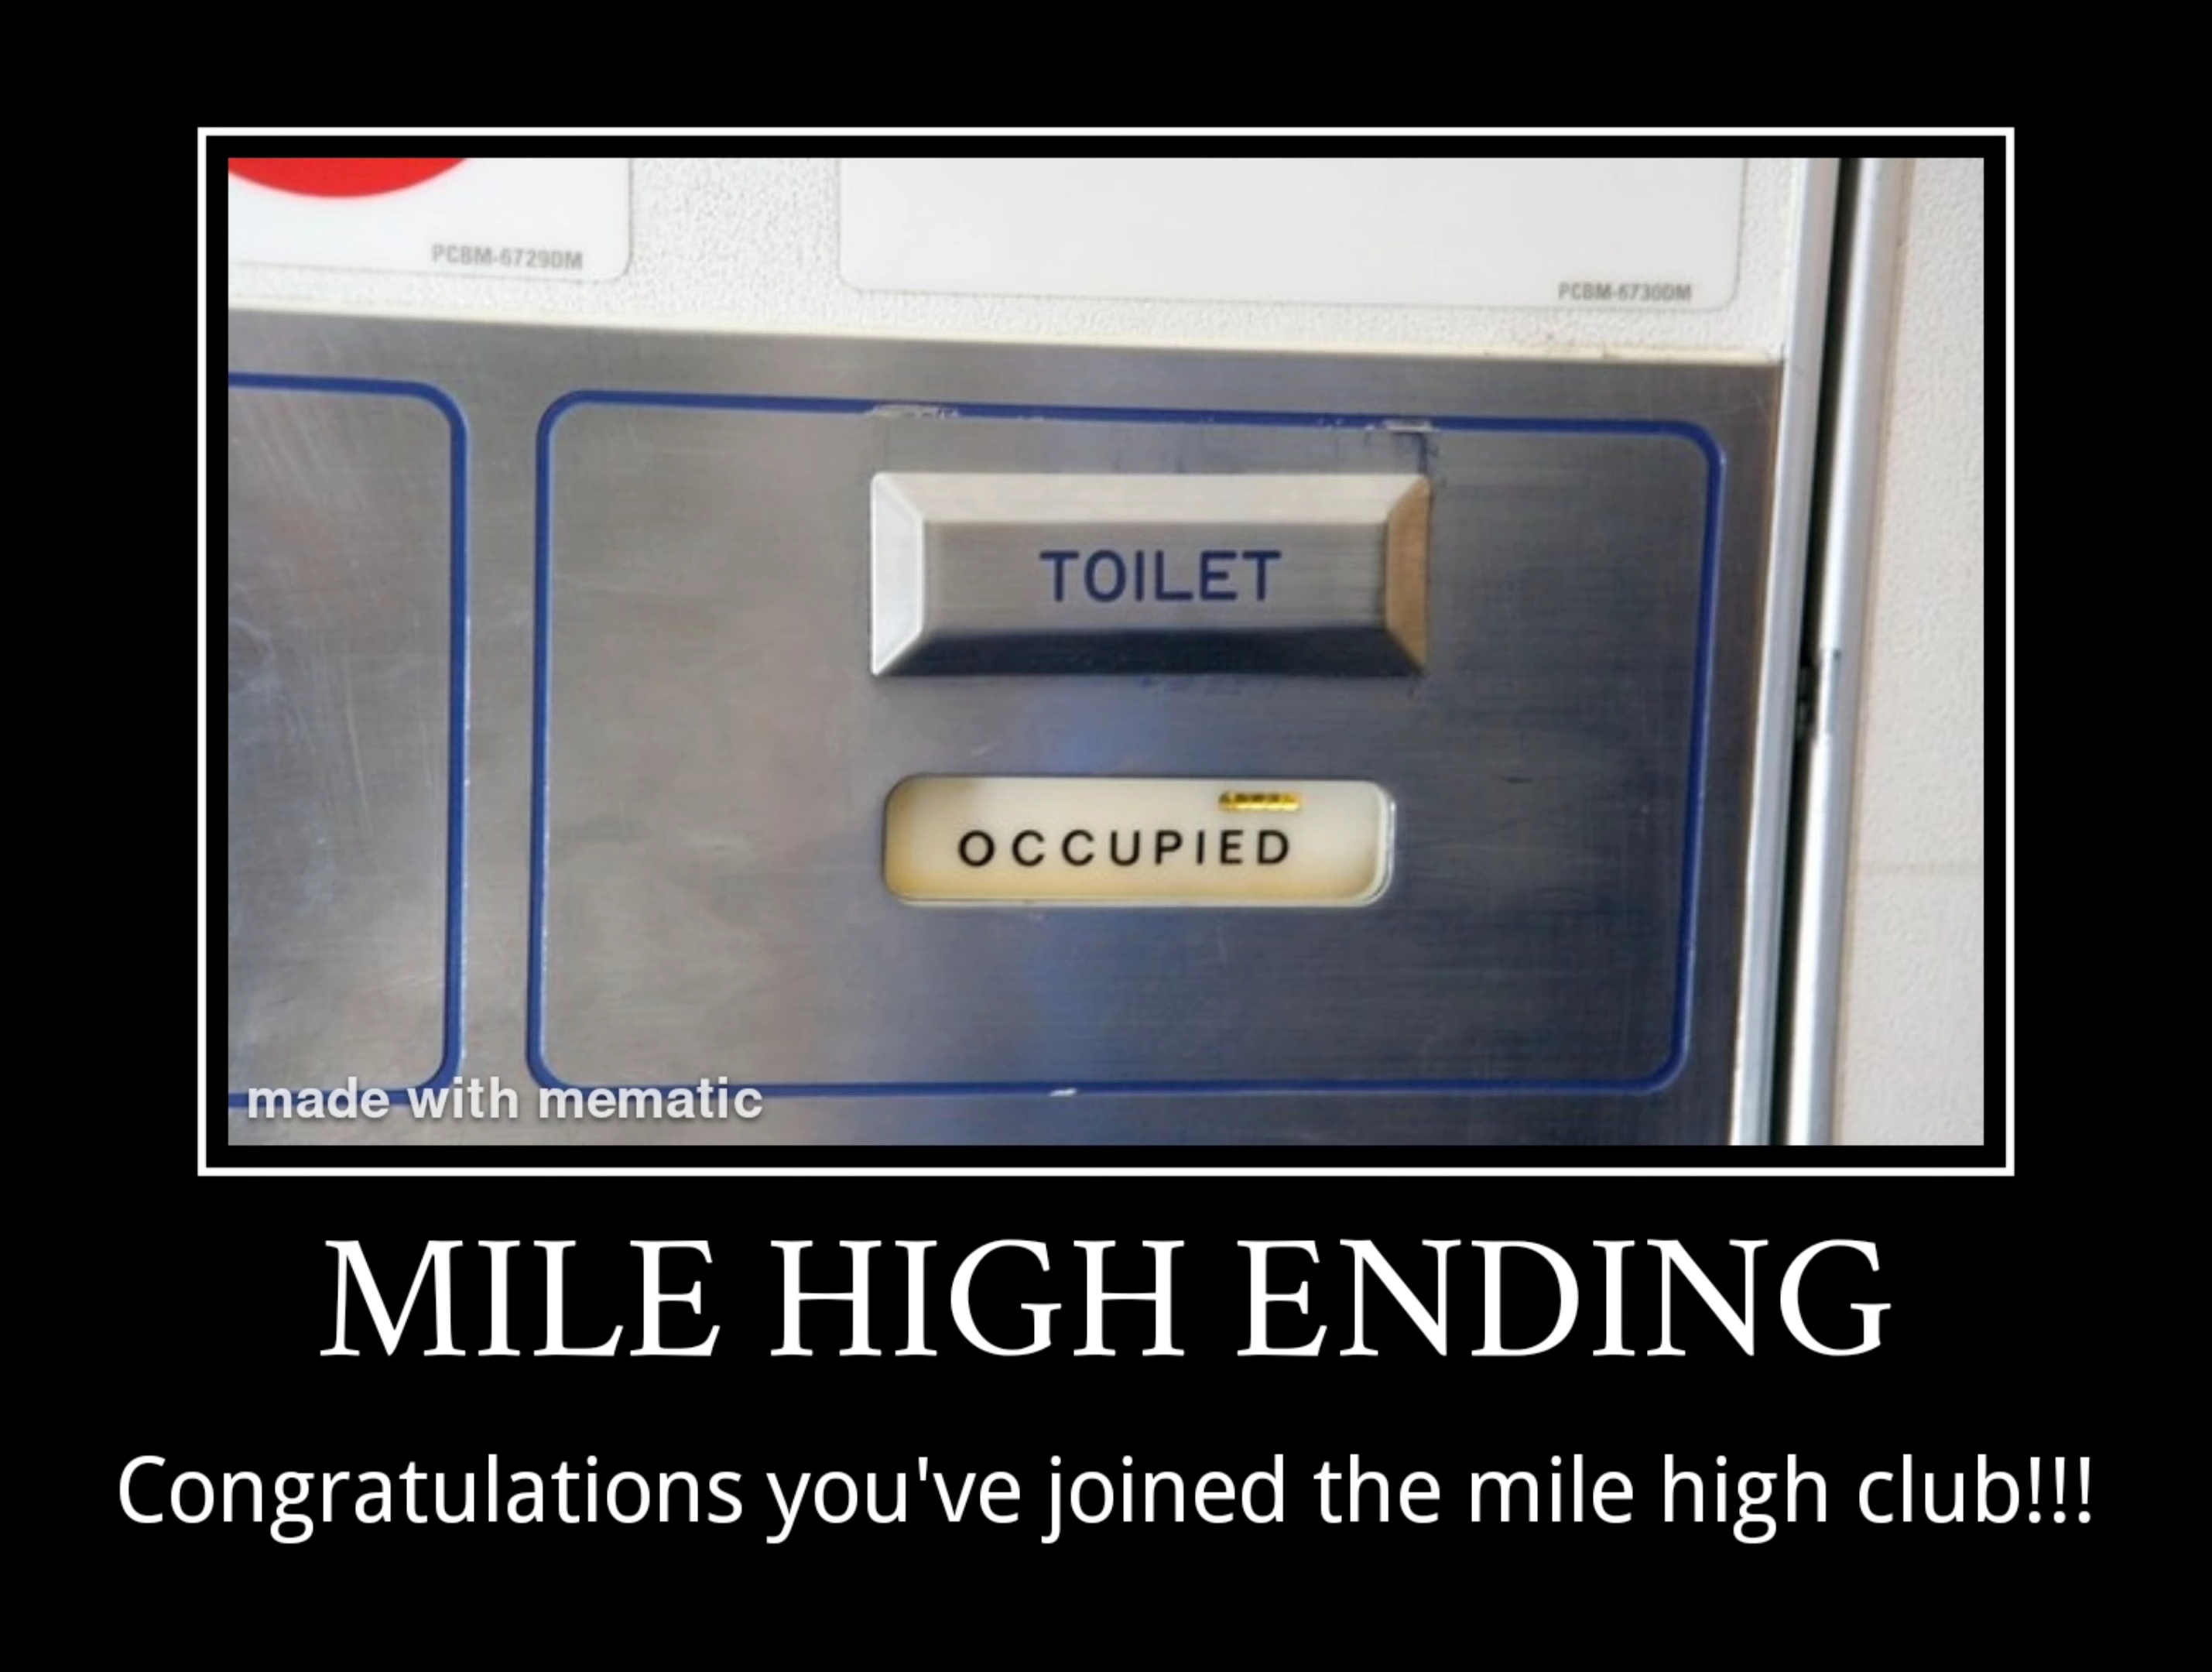 PCBM-6729DM
PCBM-6730DM
TOILET
OCCUPIED
made with mematic
MILE HIGH ENDING
Congratulations you've joined the mile high club!!!